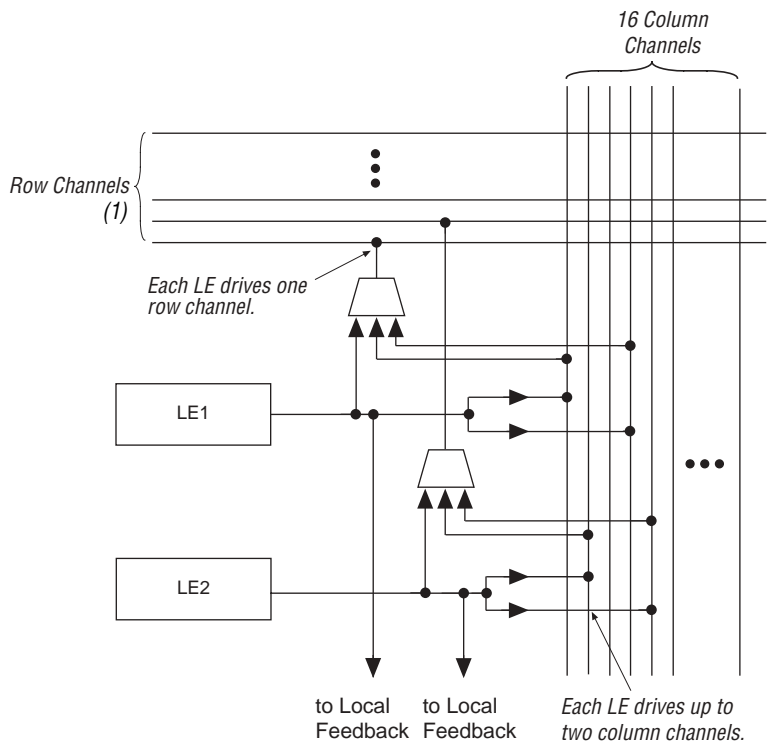 16 Column
Channels
Row Channels
(1)
Each LE drives one
row channel.
LE1
LE2
to Local
Feedback
to Local
Feedback
Each LE drives up to
two column channels.